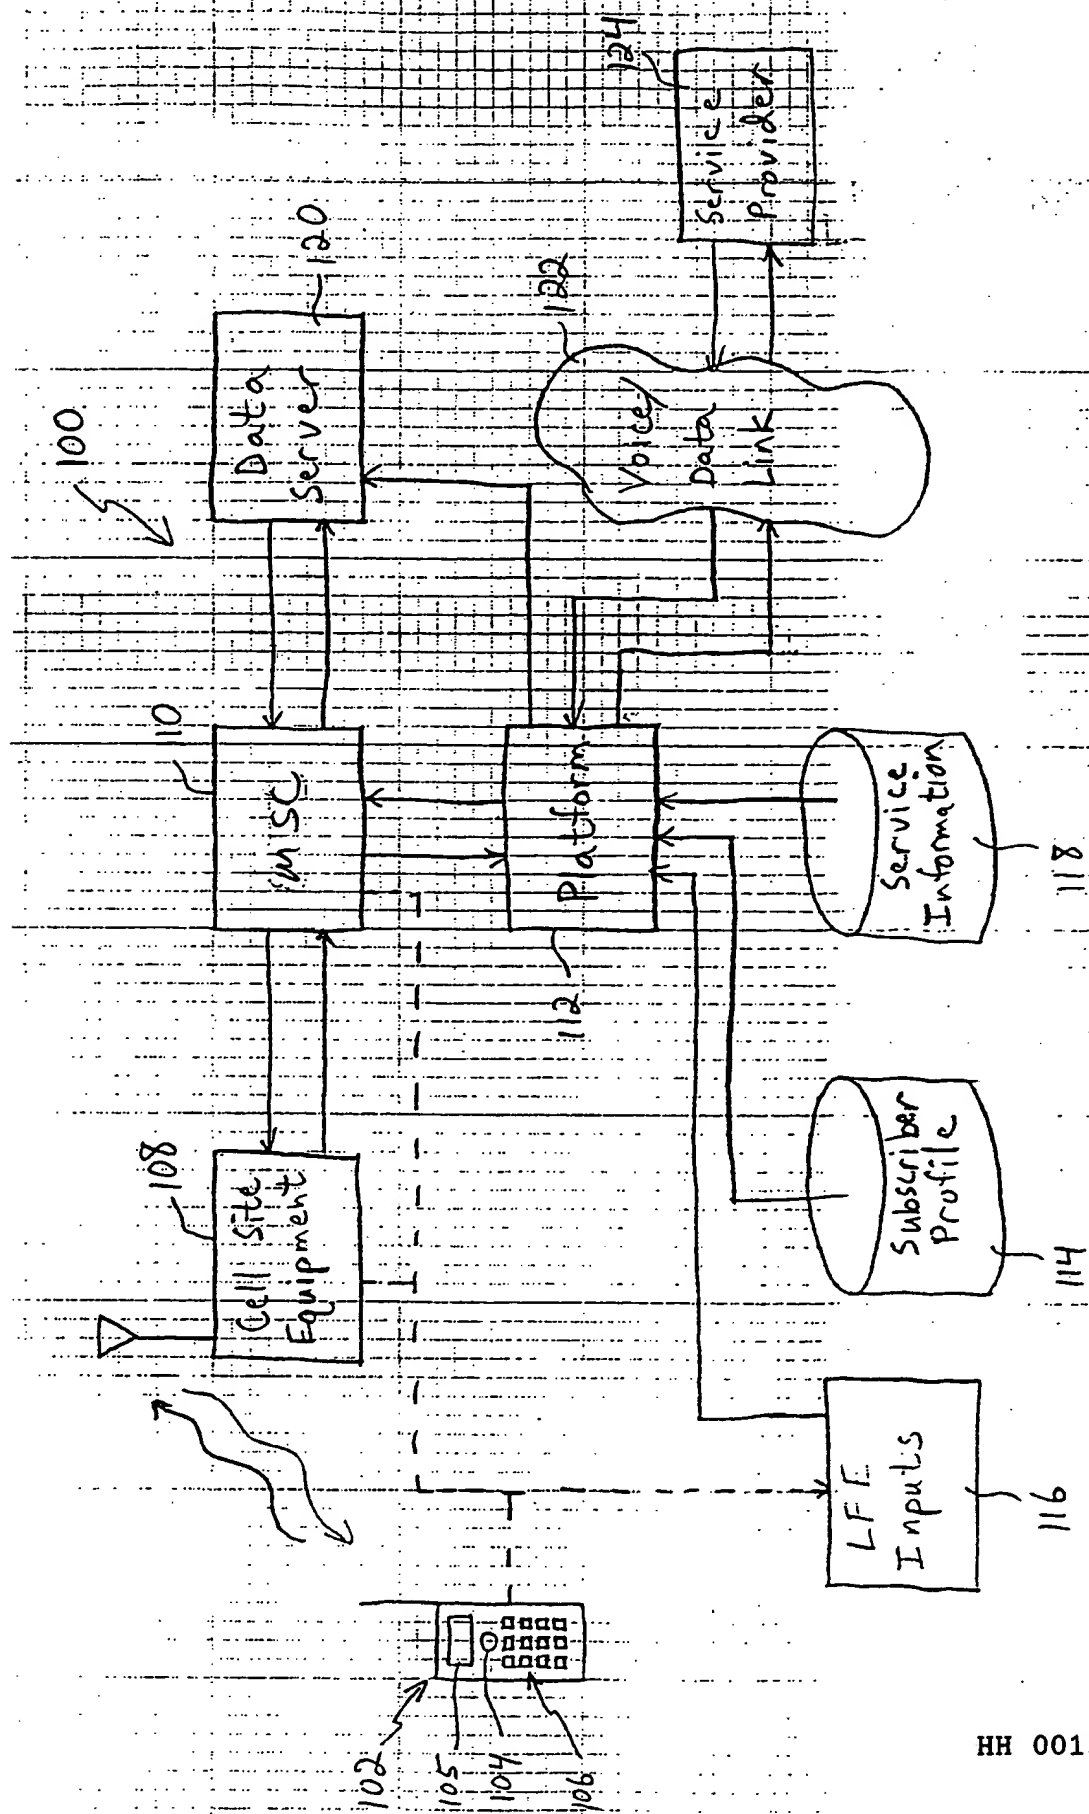 100
102
105
104
106
108
Cell Site
Equipment
110
MSC
120
Data
Server
112
Platform
122
Voice/
Data
Link
124
Service
Provider
LFE
Inputs
116
Subscriber
Profile
114
Service
Information
118
HH 001